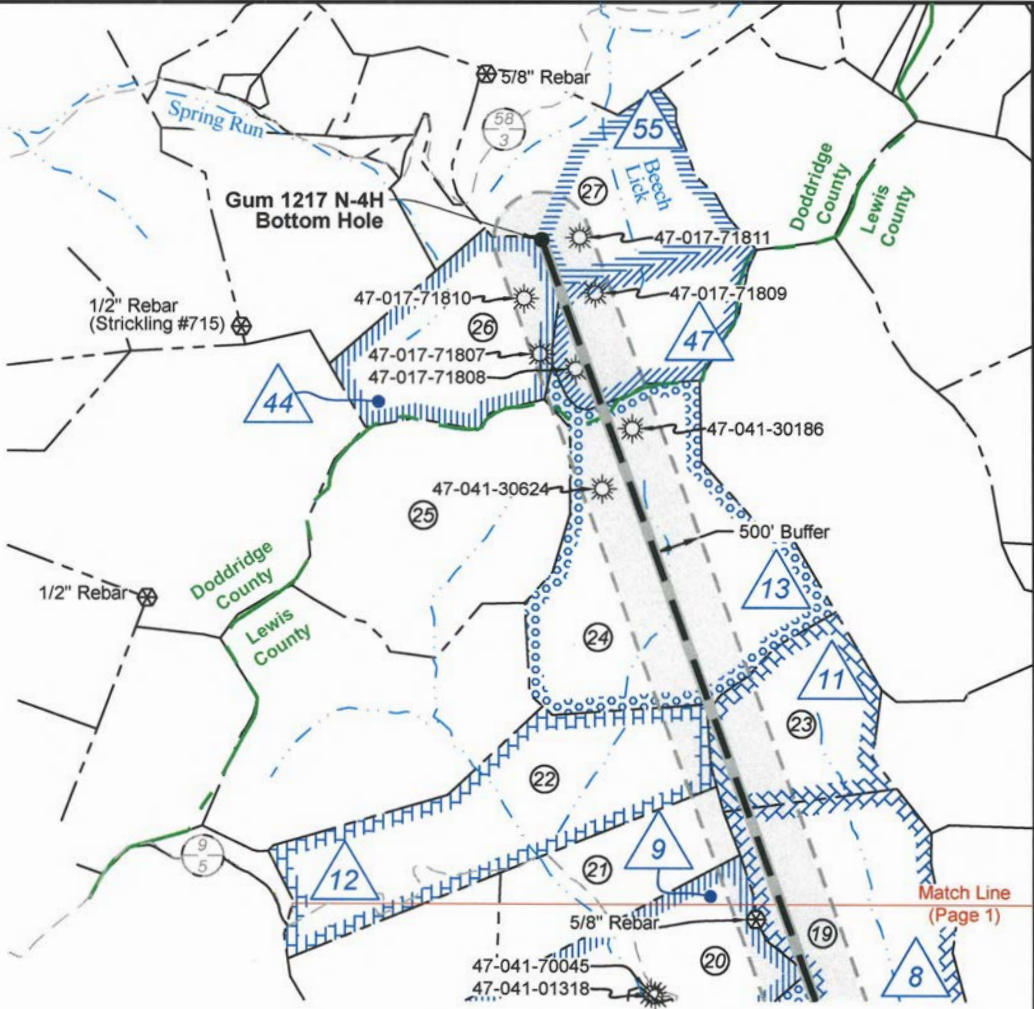 5/8" Rebar
58
3
Spring Run
55
Beech
Lick
27
Doddridge
County
Lewis
County
Gum 1217 N-4H
Bottom Hole
47-017-71811
47-017-71810
47-017-71809
1/2" Rebar
(Strickling #715)
26
47
47-017-71807
47-017-71808
44
47-041-30186
47-041-30624
25
500' Buffer
Doddridge
County
Lewis
County
1/2" Rebar
13
24
11
23
22
9
5
12
21
9
Match Line
(Page 1)
5/8" Rebar
19
20
8
47-041-70045
47-041-01318